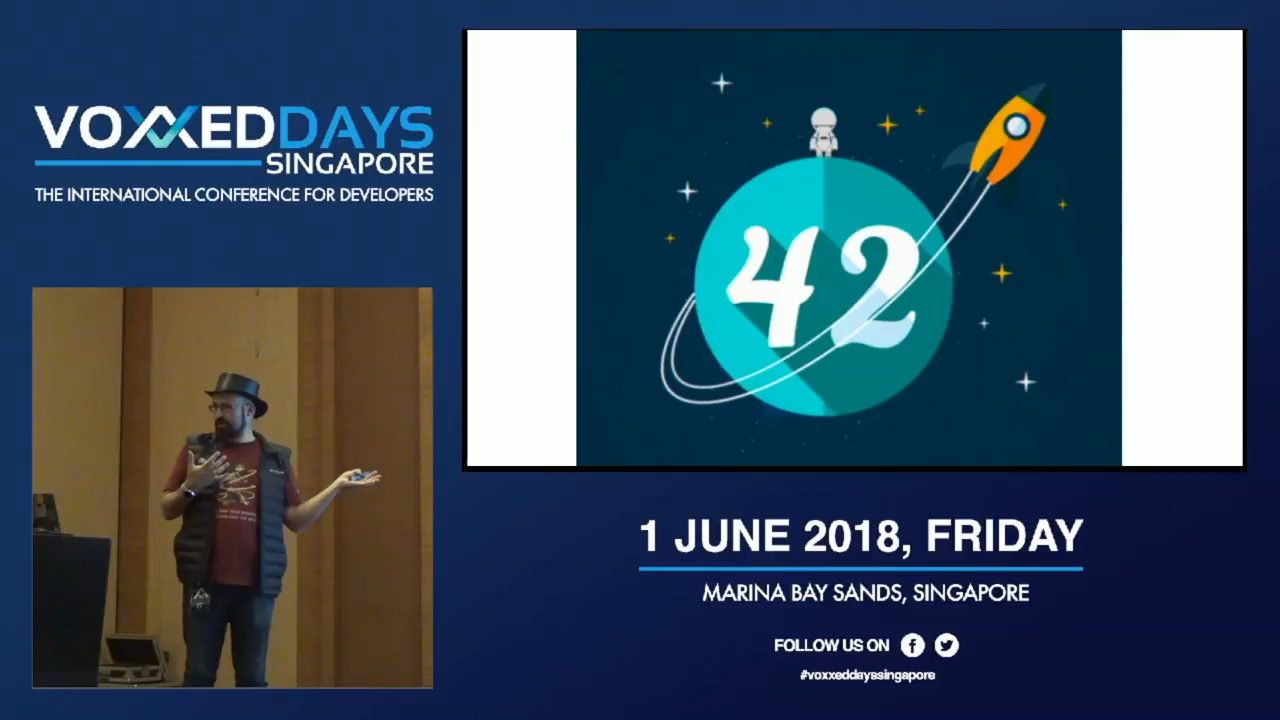 VOXXEDDAYS
SINGAPORE
THE INTERNATIONAL CONFERENCE FOR DEVELOPERS
42
1 JUNE 2018, FRIDAY
MARINA BAY SANDS, SINGAPORE
FOLLOW US ON
#voxxeddayssingapore